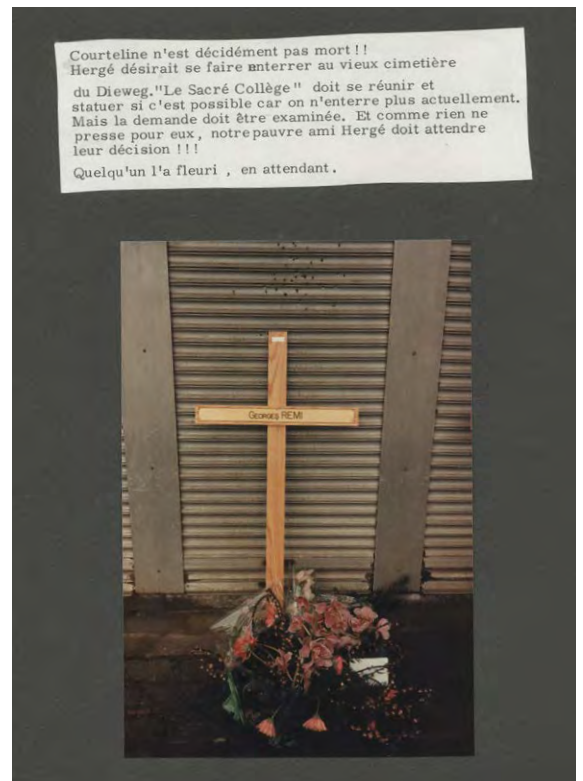 Courteline n'est décidément pas mort !!
Hergé désirait se faire enterrer au vieux cimetière
du Dieweg."Le Sacré Collège" doit se réunir et
statuer si c'est possible car on n'enterre plus actuellement.
Mais la demande doit être examinée. Et comme rien ne
presse pour eux, notre pauvre ami Hergé doit attendre
leur décision !!!
Quelqu'un l'a fleuri , en attendant.
Georges REMI